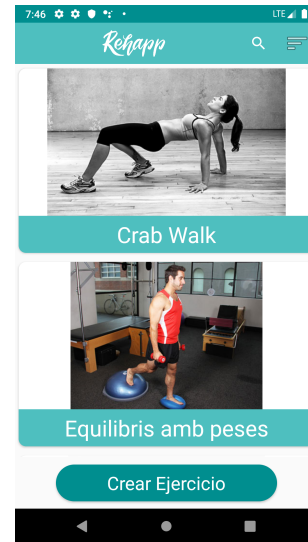 7:46
LTE
Rehapp
Crab Walk
Equilibris amb peses
Crear Ejercicio